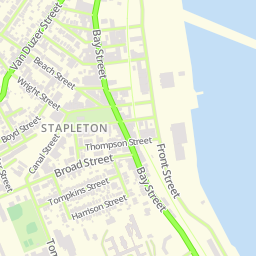 Van Duzer Street
Bay Street
Beach Street
Wright Street
Boyd Street
STAPLETON
Canal Street
Thompson Street
Broad Street
Front Street
Bay Street
Tompkins Street
Harrison Street